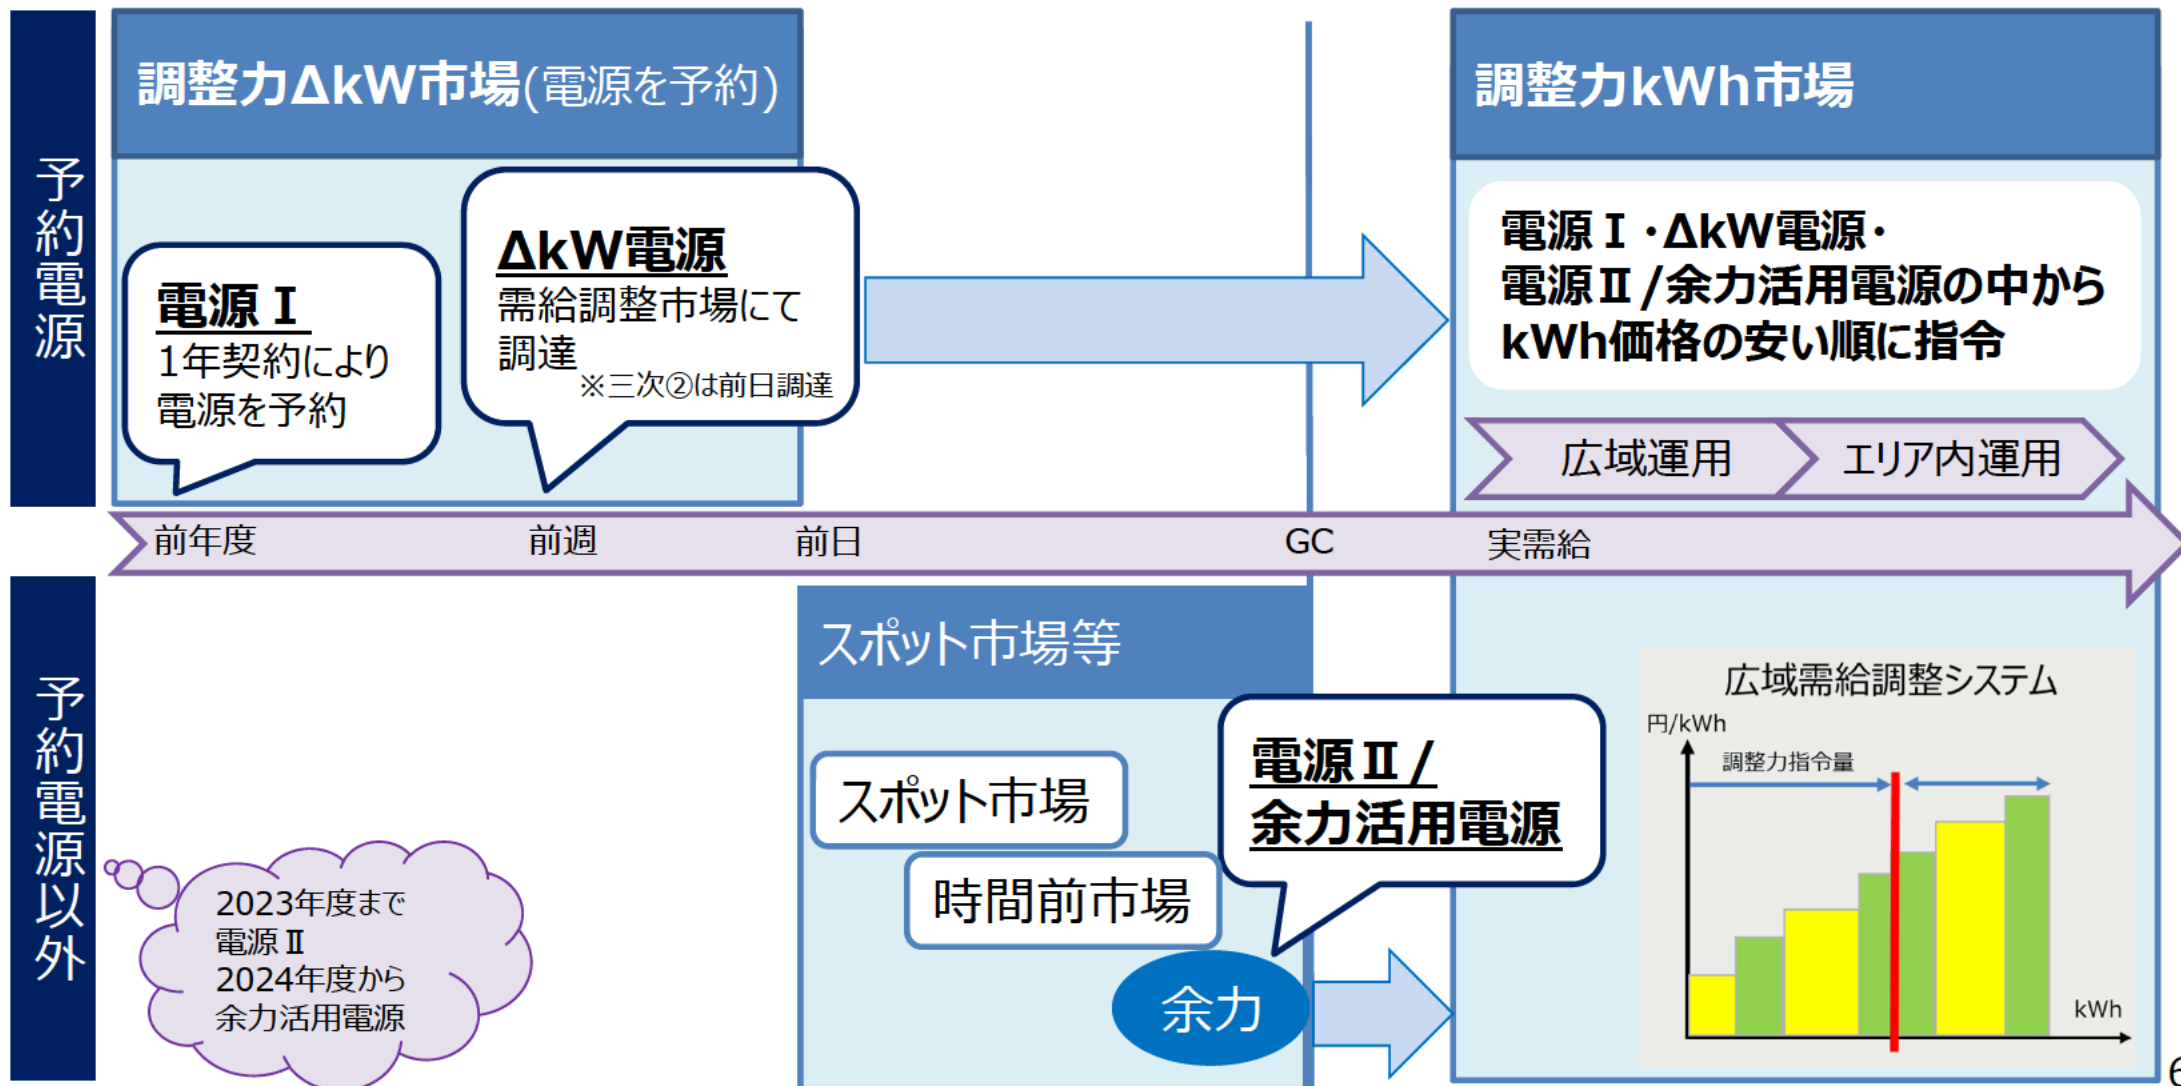 予約電源
調整力ΔkW市場(電源を予約)
電源Ⅰ
1年契約により
電源を予約
ΔkW電源
需給調整市場にて
調達
※三次②は前日調達
調整力kWh市場
電源Ⅰ・ΔkW電源・
電源Ⅱ/余力活用電源の中から
kWh価格の安い順に指令
広域運用
エリア内運用
前年度
前週
前日
GC
実需給
予約電源以外
2023年度まで
電源Ⅱ
2024年度から
余力活用電源
スポット市場等
スポット市場
時間前市場
余力
電源Ⅱ/
余力活用電源
広域需給調整システム
円/kWh
調整力指令量
kWh
6